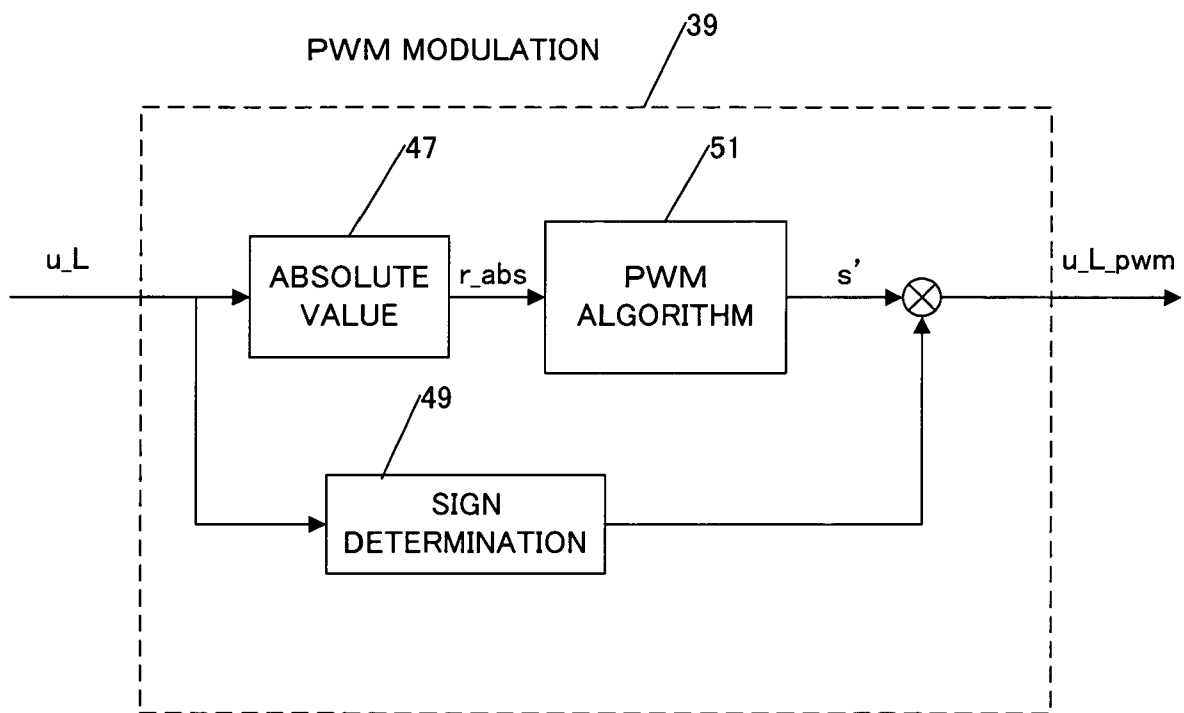 39
PWM MODULATION
47
51
u_L
ABSOLUTE
VALUE
r_abs
PWM
ALGORITHM
s’
u_L_pwm
49
SIGN
DETERMINATION